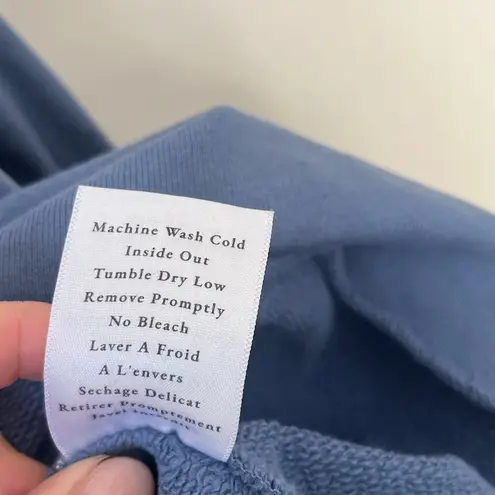 Machine Wash Cold
Inside Out
Tumble Dry Low
Remove Promptly
No Bleach
Laver A Froid
A L'envers
Sechage Delicat
Retirer Promptement
Javel